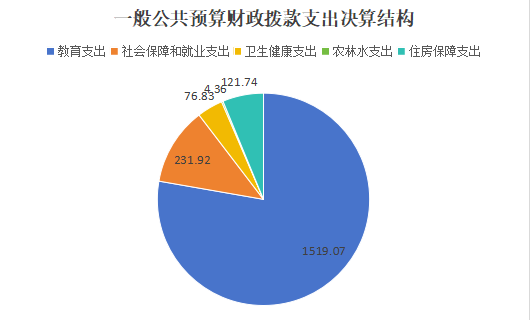 一般公共预算财政拨款支出决算结构
教育支出 社会保障和就业支出 卫生健康支出 农林水支出 住房保障支出
121.74
4.36
76.83
231.92
1519.07